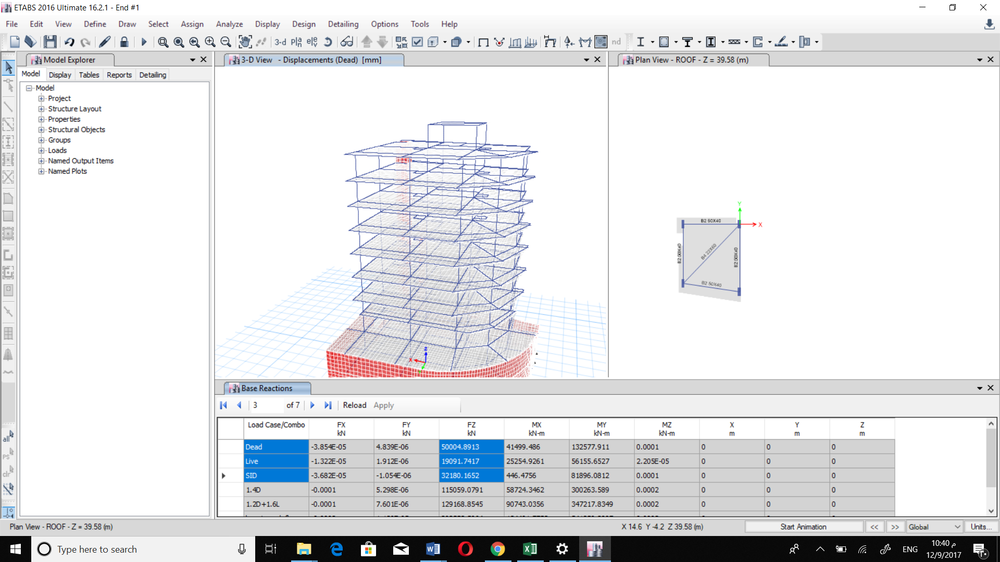 ETABS 2016 Ultimate 16.2.1 - End #1
File Edit View Define Draw Select Assign Analyze Display Design Detailing Options Tools Help
3-d
nd
Model Explorer
Model Display Tables Reports Detailing
Model
Project
Structure Layout
Properties
Structural Objects
Groups
Loads
Named Output Items
Named Plots
all
PS
clr
3-D View - Displacements (Dead) [mm]
Z
X
Plan View - ROOF - Z = 39.58 (m)
Y
X
B2 50X40
B2 50X40
B4 22X60
B2 50X40
B2 50X40
Base Reactions
3 of 7 Reload Apply
Load Case/Combo FX kN FY kN FZ kN MX kN-m MY kN-m MZ kN-m X m Y m Z m
Dead -3.854E-05 4.839E-06 50004.8913 41499.486 132577.911 0.0001 0 0 0
Live -1.322E-05 1.912E-06 19091.7417 25254.9261 56155.6527 2.205E-05 0 0 0
SID -3.682E-05 -1.054E-06 32180.1652 446.4756 81896.0812 0.0001 0 0 0
1.4D -0.0001 5.298E-06 115059.0791 58724.3462 300263.589 0.0002 0 0 0
1.2D+1.6L -0.0001 7.601E-06 129168.8545 90743.0356 347217.8349 0.0002 0 0 0
Plan View - ROOF - Z = 39.58 (m) X 14.6 Y -4.2 Z 39.58 (m) Start Animation << >> Global Units...
Type here to search
ENG
10:40 م
12/9/2017